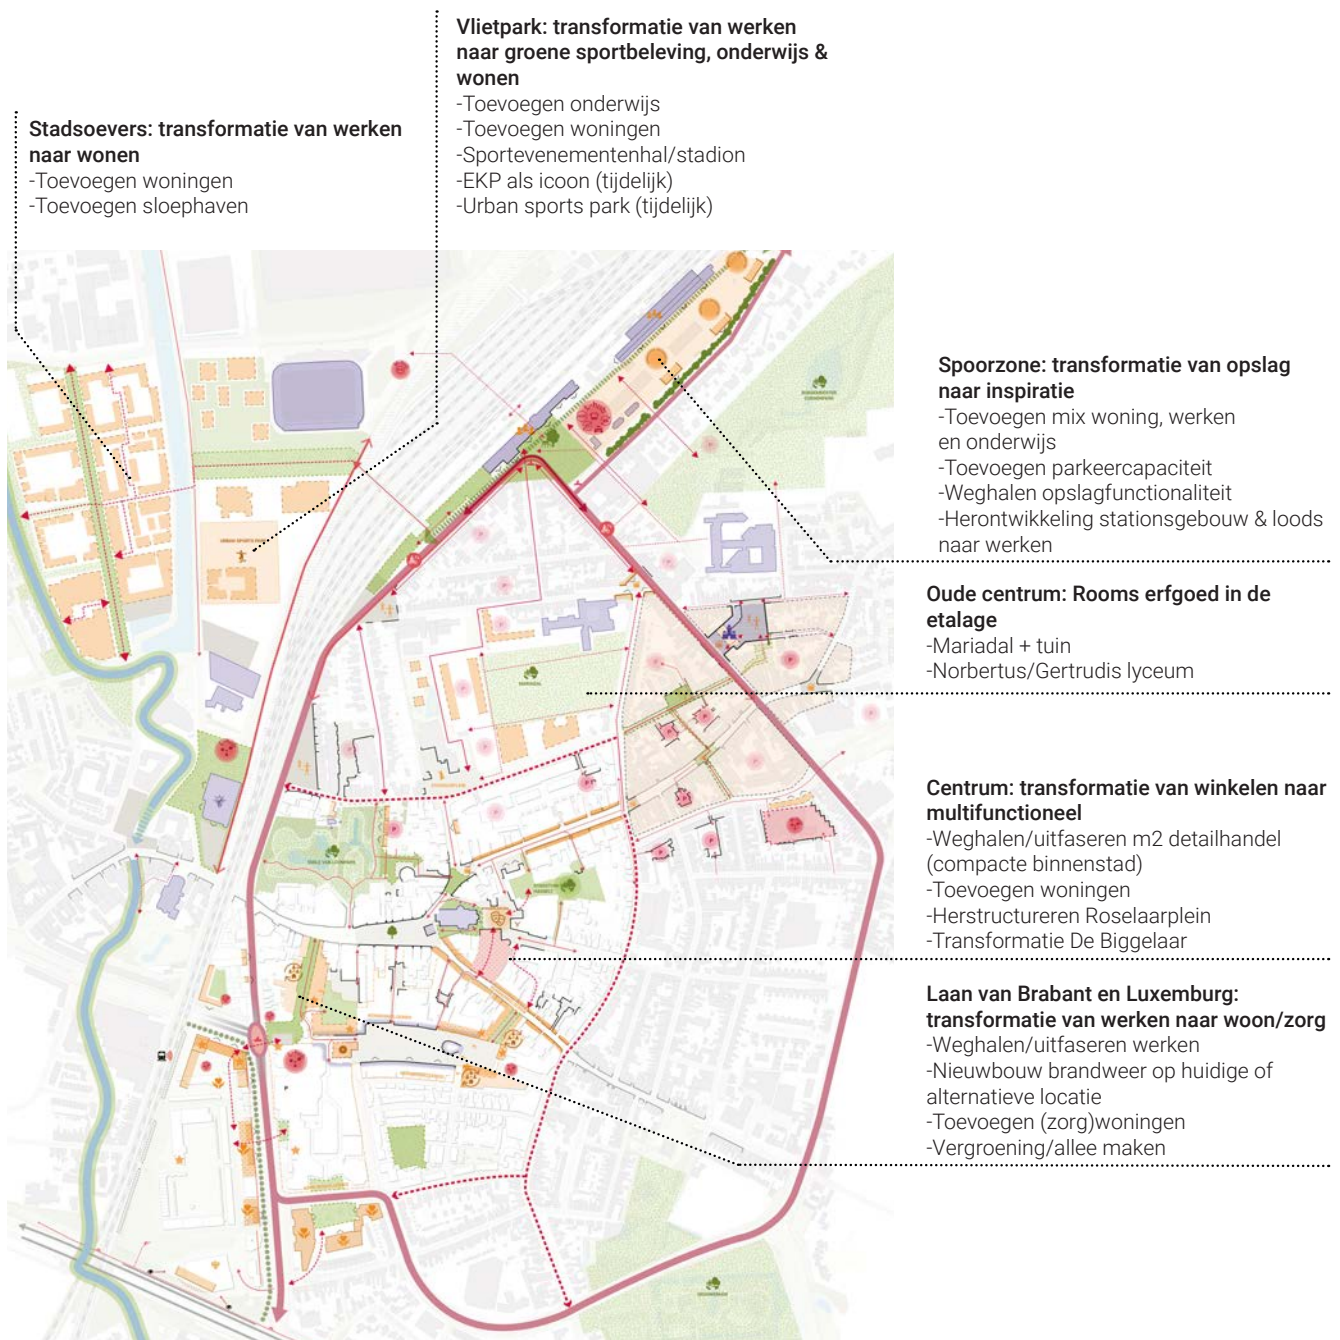 Vlietpark: transformatie van werken
naar groene sportbeleving, onderwijs &
wonen
-Toevoegen onderwijs
-Toevoegen woningen
-Sportevenementenhal/stadion
-EKP als icoon (tijdelijk)
-Urban sports park (tijdelijk)
Stadsoevers: transformatie van werken
naar wonen
-Toevoegen woningen
-Toevoegen sloephaven
Spoorzone: transformatie van opslag
naar inspiratie
-Toevoegen mix woning, werken
en onderwijs
-Toevoegen parkeercapaciteit
-Weghalen opslagfunctionaliteit
-Herontwikkeling stationsgebouw & loods
naar werken
Oude centrum: Rooms erfgoed in de
etalage
-Mariadal + tuin
-Norbertus/Gertrudis lyceum
Centrum: transformatie van winkelen naar
multifunctioneel
-Weghalen/uitfaseren m2 detailhandel
(compacte binnenstad)
-Toevoegen woningen
-Herstructureren Roselaarplein
-Transformatie De Biggelaar
Laan van Brabant en Luxemburg:
transformatie van werken naar woon/zorg
-Weghalen/uitfaseren werken
-Nieuwbouw brandweer op huidige of
alternatieve locatie
-Toevoegen (zorg)woningen
-Vergroening/allee maken
URBAN SPORTS PARK
MARIADAL